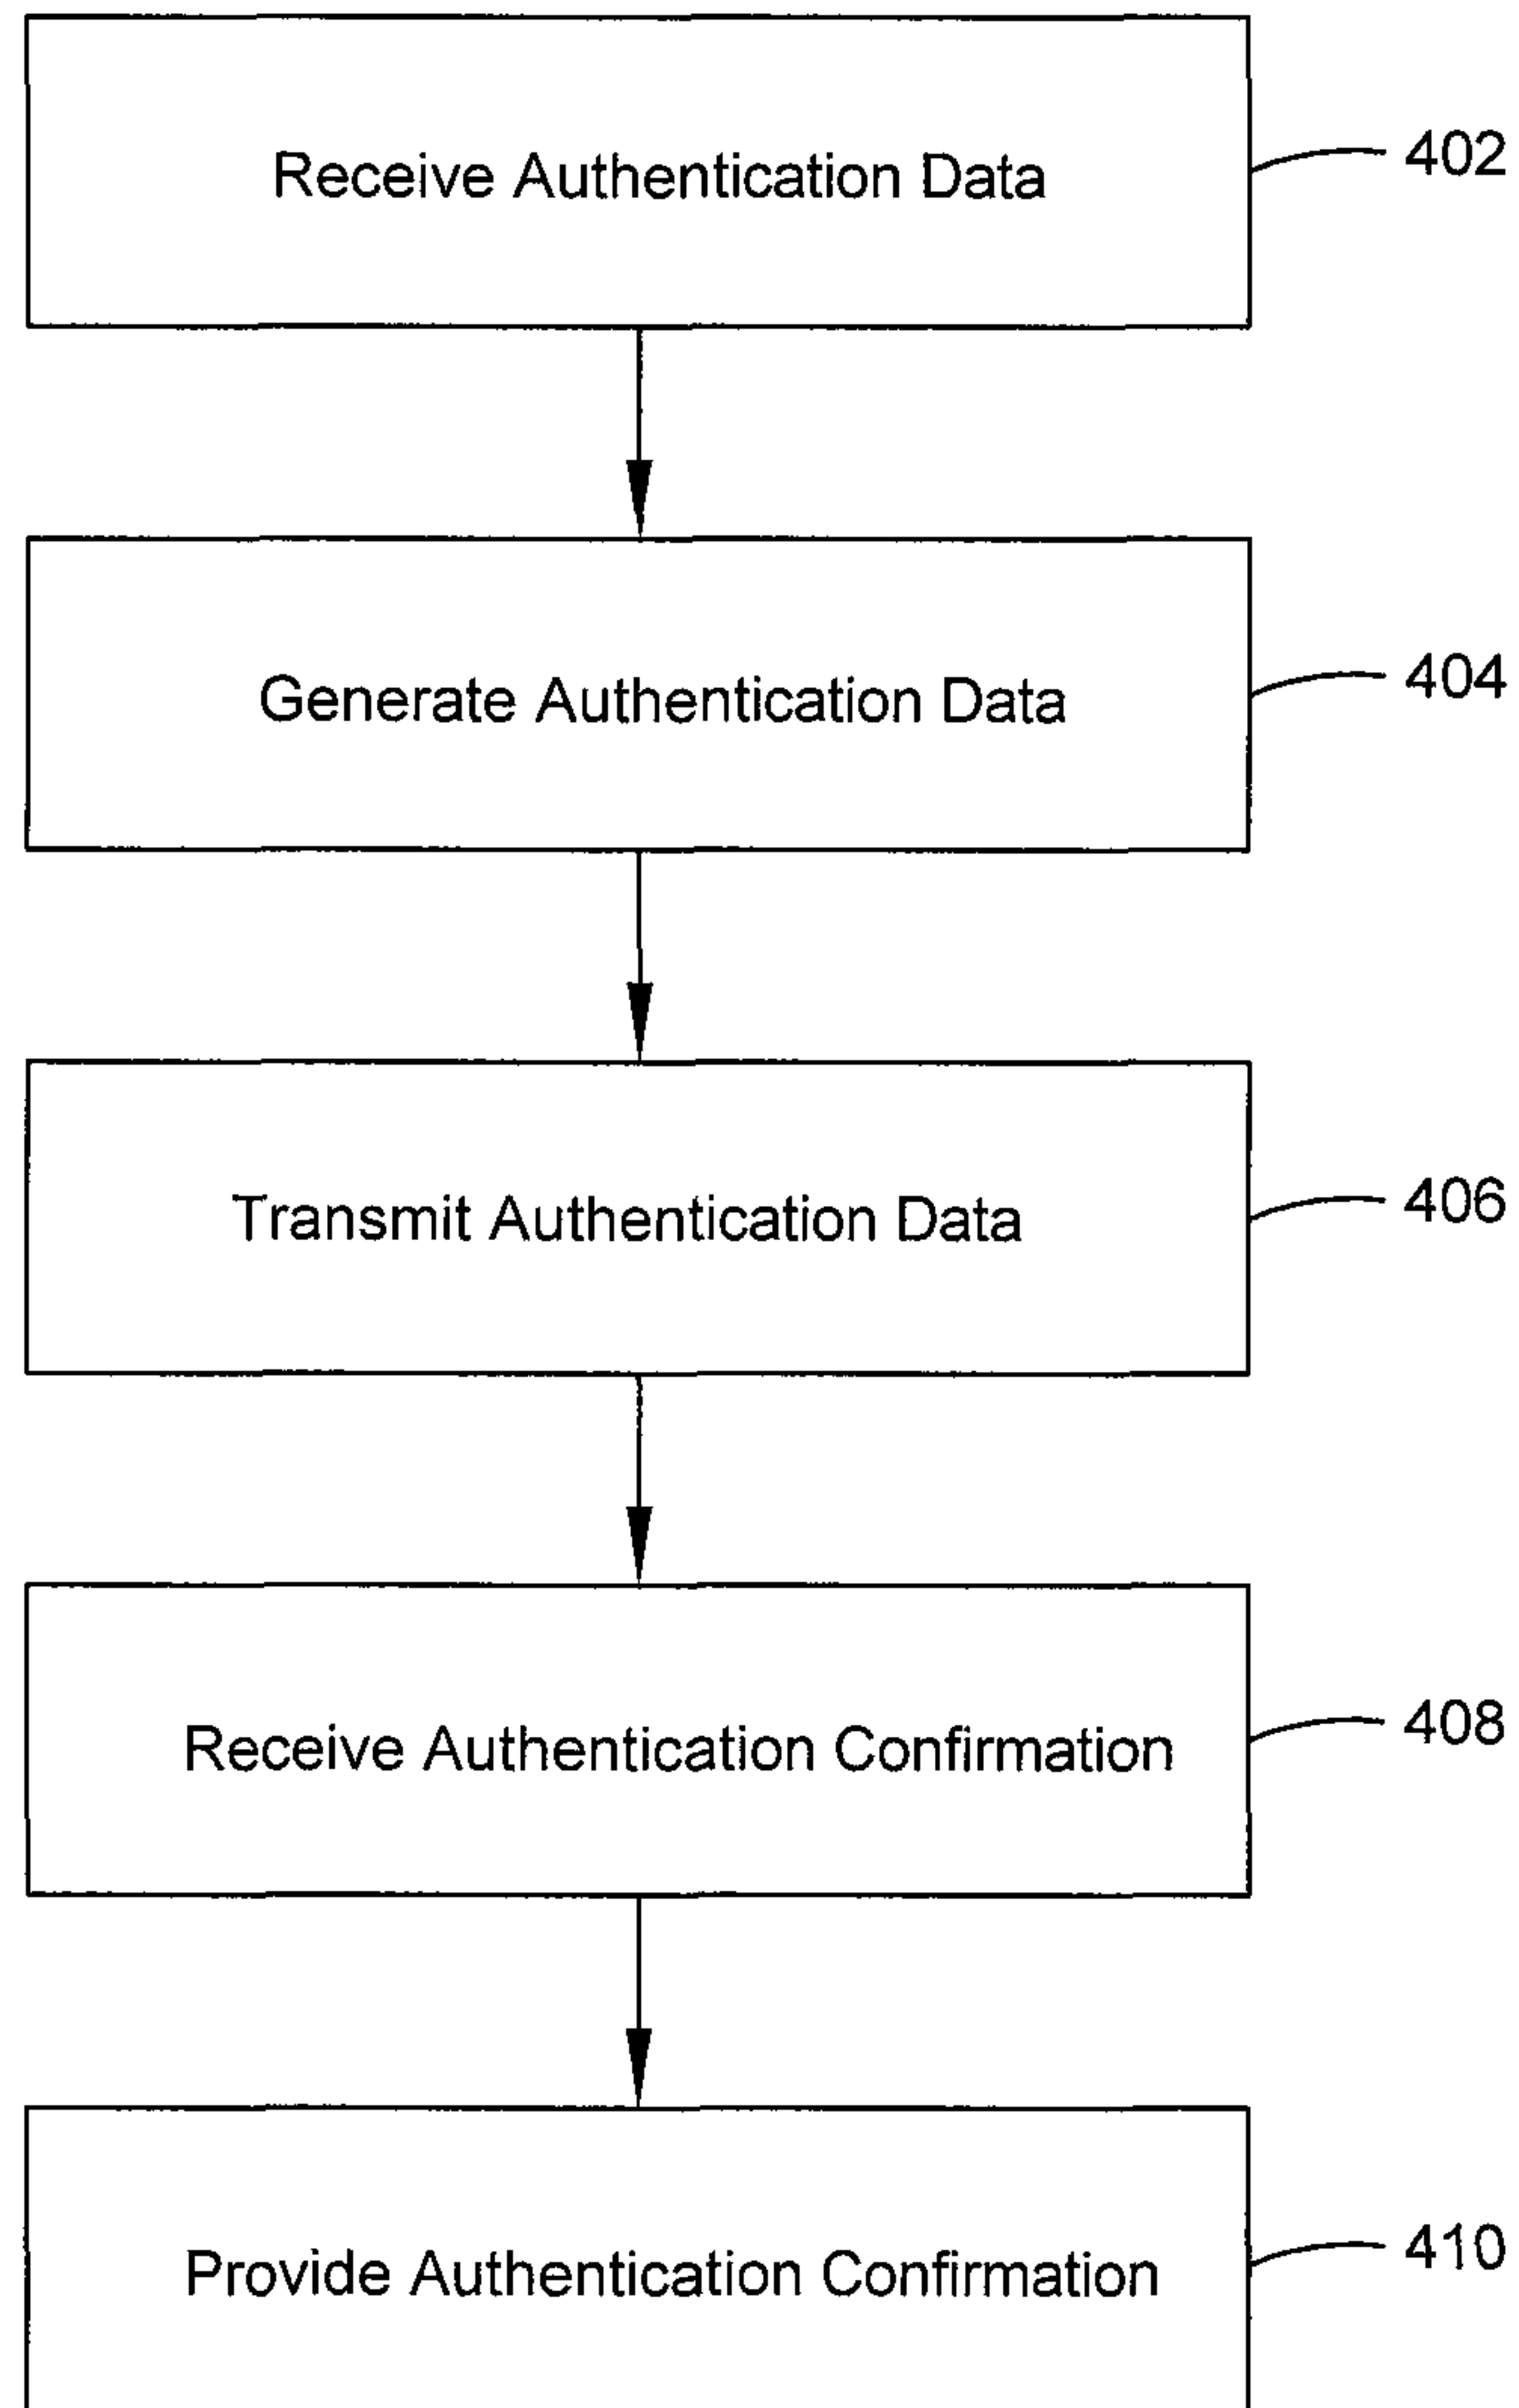 Receive Authentication Data
402
Generate Authentication Data
404
Transmit Authentication Data
406
Receive Authentication Confirmation
408
Provide Authentication Confirmation
410